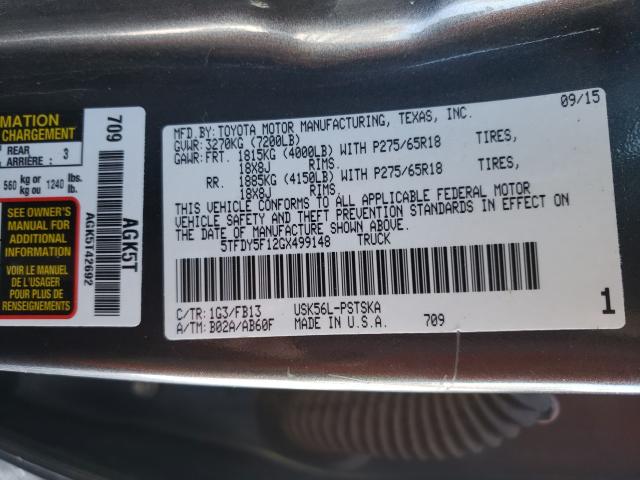 MFD.BY: TOYOTA MOTOR MANUFACTURING, TEXAS, INC. 09/15
GVWR: 3270KG (7200LB)
GAWR: FRT. 1815KG (4000LB) WITH P275/65R18 TIRES,
18X8J RIMS,
RR. 1885KG (4150LB) WITH P275/65R18 TIRES,
18X8J RIMS.
THIS VEHICLE CONFORMS TO ALL APPLICABLE FEDERAL MOTOR
VEHICLE SAFETY AND THEFT PREVENTION STANDARDS IN EFFECT ON
THE DATE OF MANUFACTURE SHOWN ABOVE.
5TFDY5F12GX499148 TRUCK
C/TR: 1G3/FB13 USK56L-PSTSKA
A/TM: B02A/AB60F MADE IN U.S.A. 709
1
MATION
CHARGEMENT
REAR
ARRIÈRE : 3
560 kg or
kg ou 1240 lbs.
lb.
SEE OWNER'S
MANUAL FOR
ADDITIONAL
INFORMATION
VOIR LE MANUEL
DE L'USAGER
POUR PLUS DE
RENSEIGNEMENTS
709
AGK5T
AGK5T142692